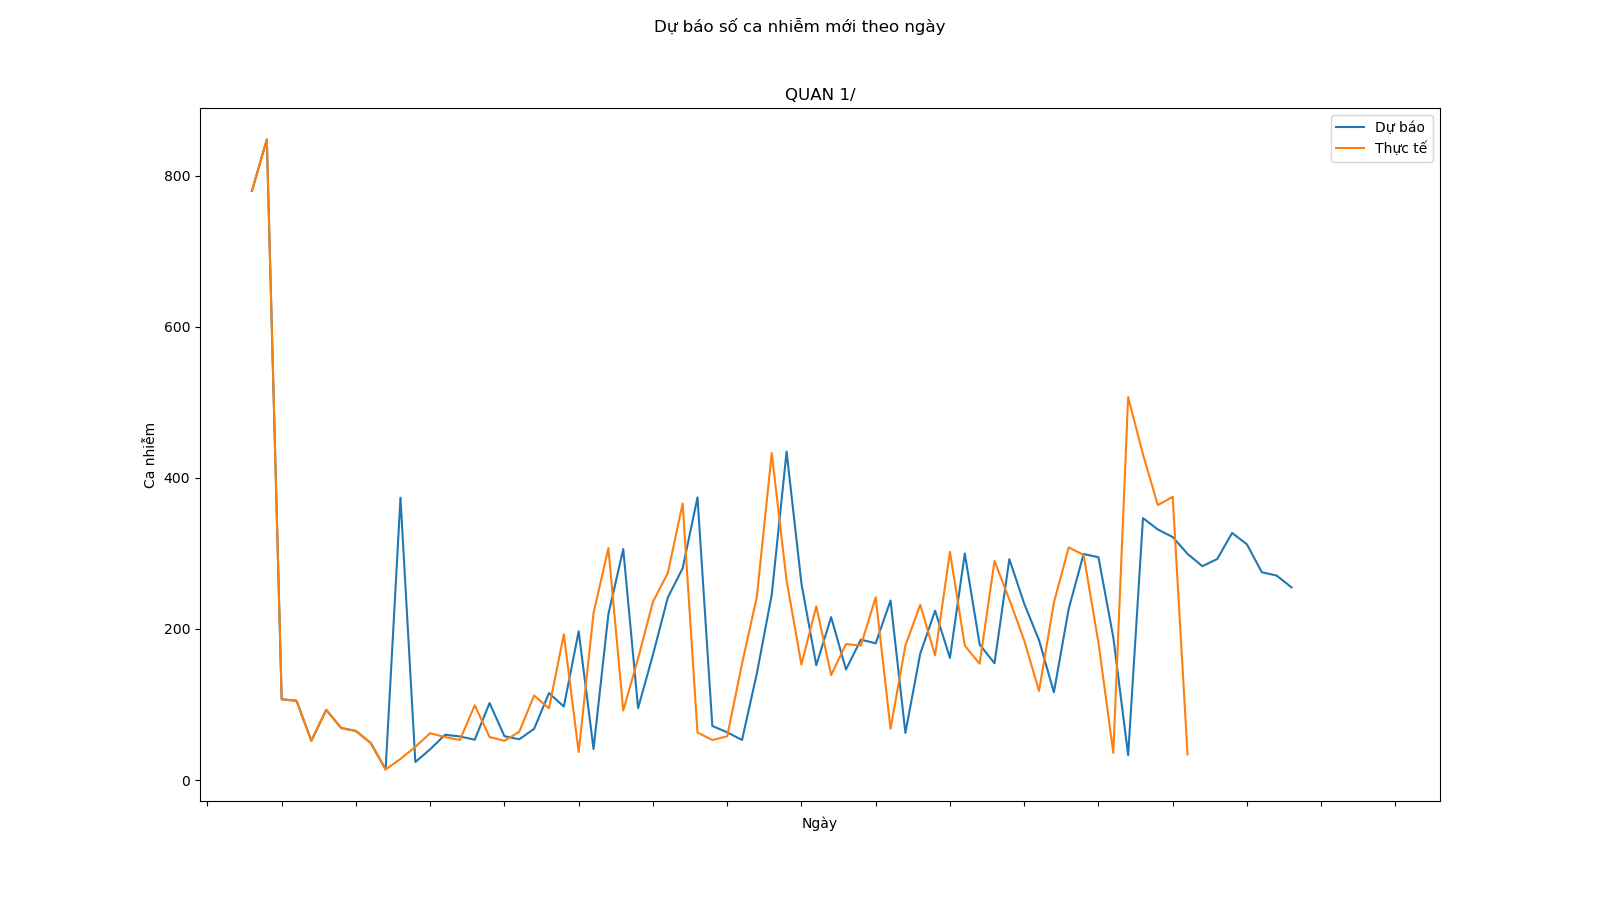 Dự báo số ca nhiễm mới theo ngày
QUAN 1/
Dự báo
Thực tế
800
600
400
200
0
Ca nhiễm
Ngày